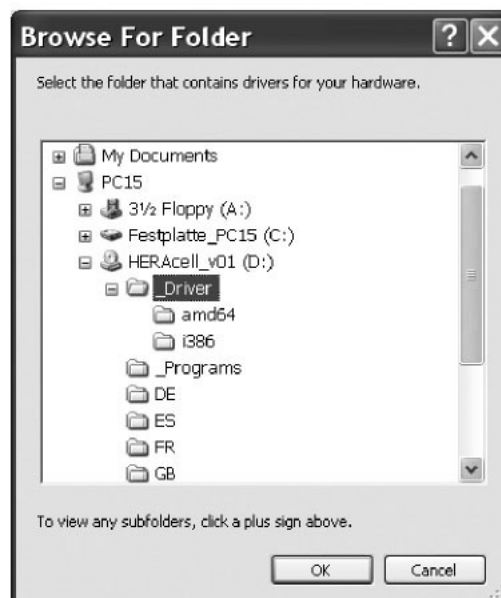 Browse For Folder
Select the folder that contains drivers for your hardware.
My Documents
PC15
3½ Floppy (A:)
Festplatte_PC15 (C:)
HERAcell_v01 (D:)
_Driver
amd64
i386
_Programs
DE
ES
FR
GB
To view any subfolders, click a plus sign above.
OK Cancel